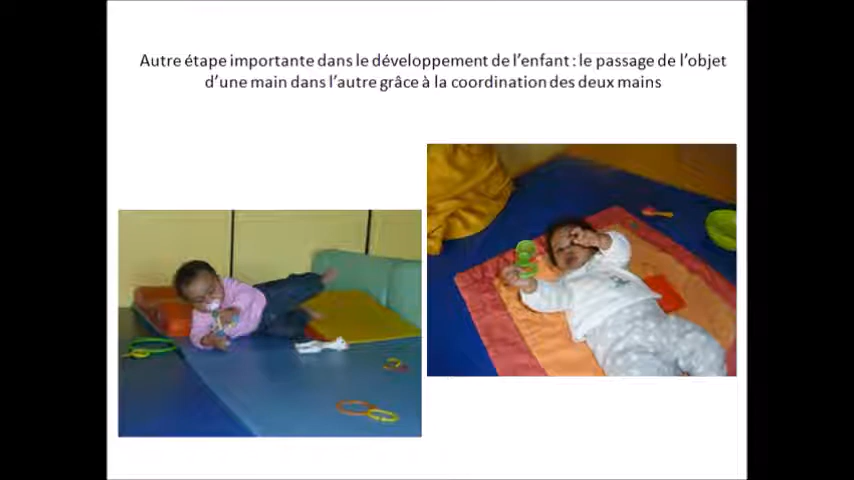 Autre étape importante dans le développement de l'enfant : le passage de l'objet
d'une main dans l'autre grâce à la coordination des deux mains